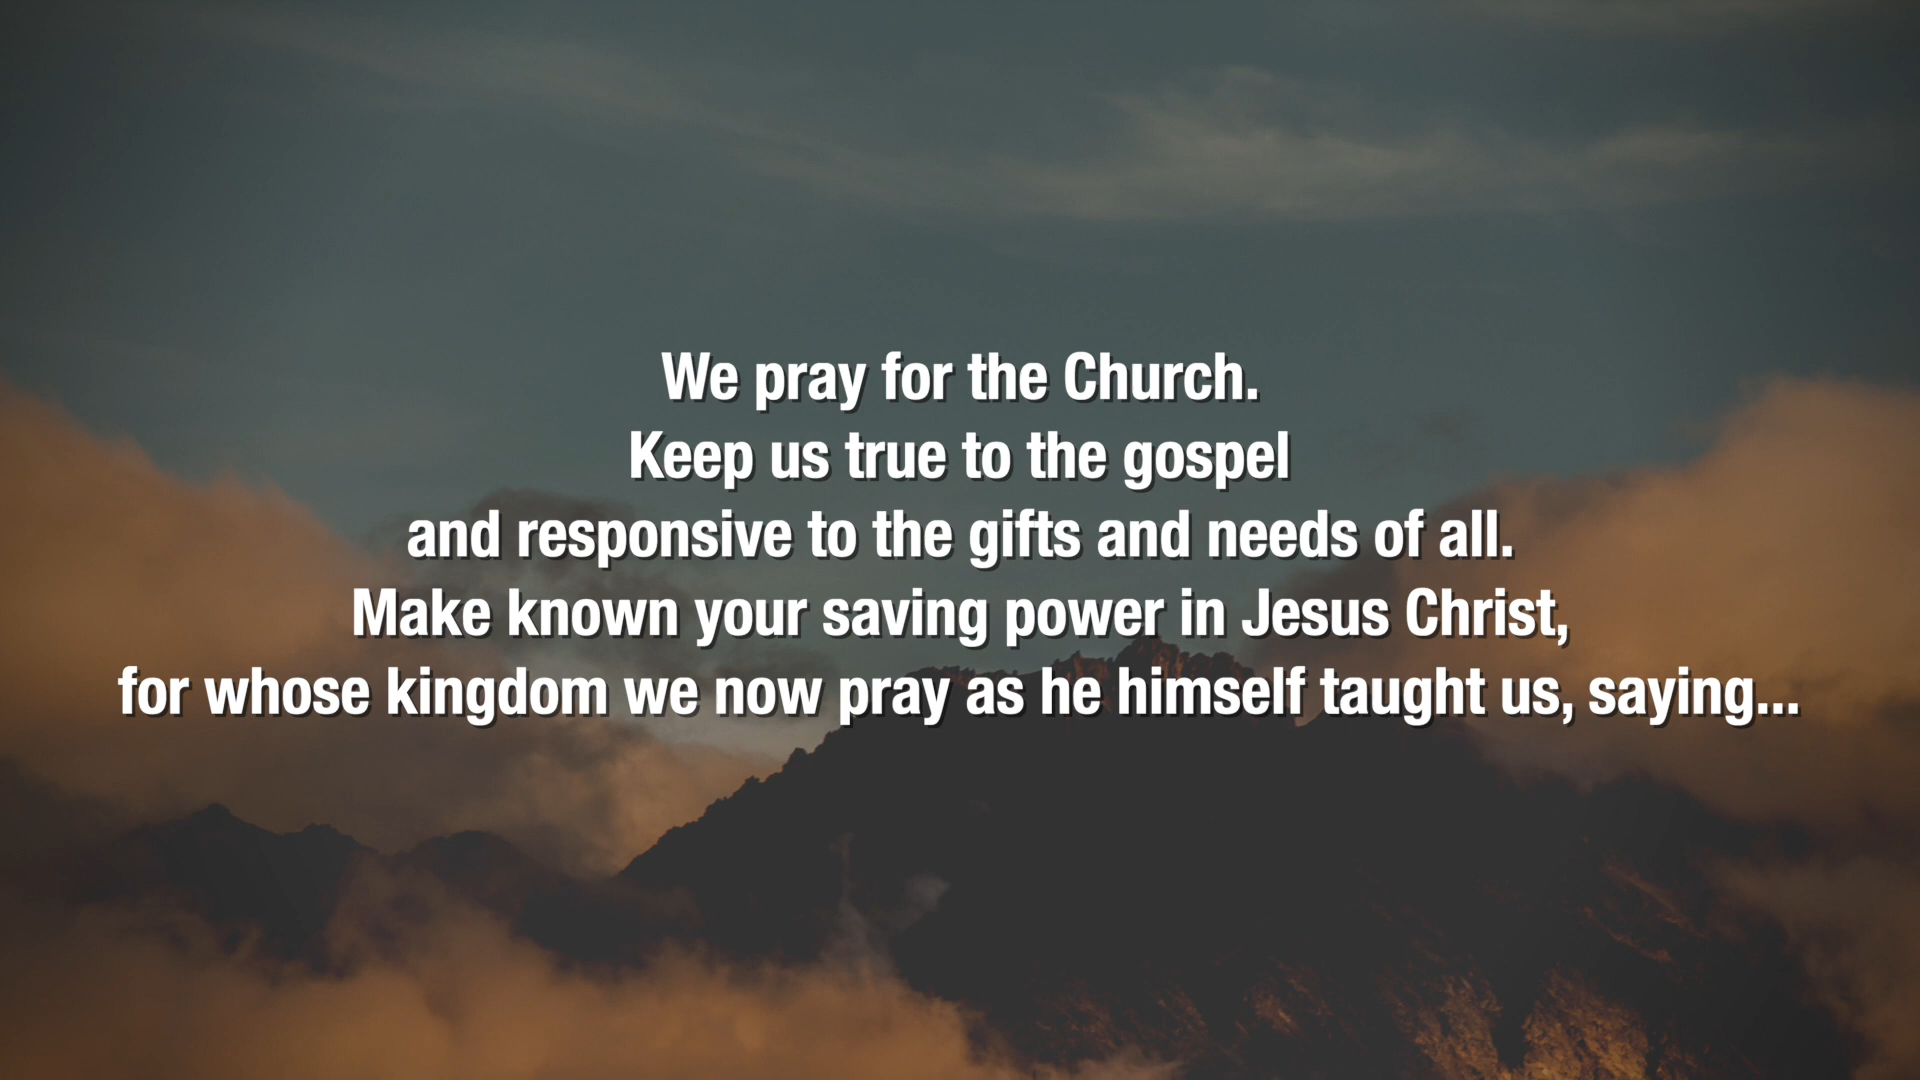 We pray for the Church.
Keep us true to the gospel
and responsive to the gifts and needs of all.
Make known your saving power in Jesus Christ,
for whose kingdom we now pray as he himself taught us, saying...